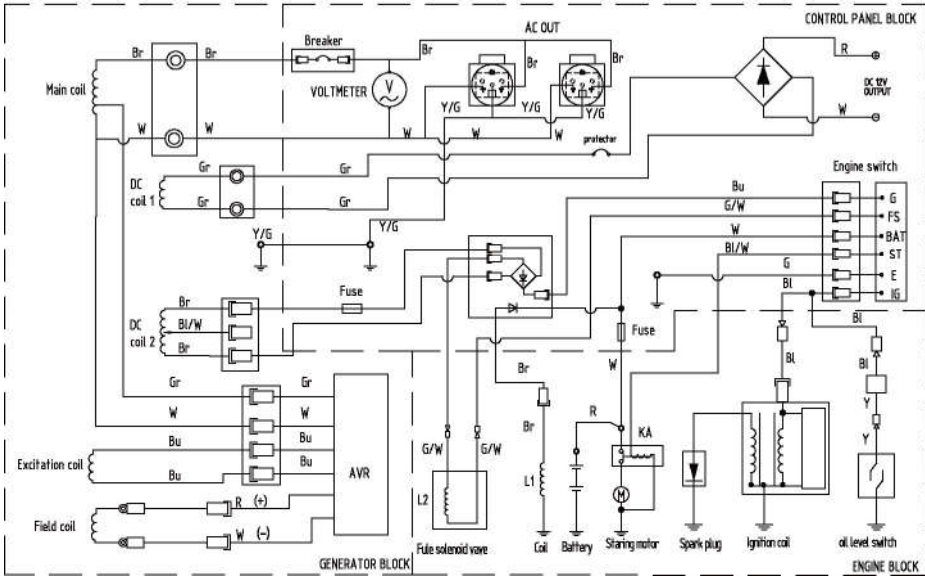 CONTROL PANEL BLOCK
AC OUT
Breaker
Br
Br
Br
Br
Br
R
DC 12V
OUTPUT
Main coil
VOLTMETER
V
Y/G
Y/G
W
W
W
W
W
W
protector
Engine switch
DC
coil 1
Gr
Gr
Gr
Gr
Bu
G
G/W
FS
W
BAT
Bl/W
ST
G
E
Bl
IG
Y/G
Y/G
Fuse
Fuse
DC
coil 2
Br
Bl/W
Br
Bl
Br
W
Bl
Bl
Gr
Gr
W
W
Bu
Bu
Bu
Bu
AVR
Excitation coil
Br
R
KA
Y
Y
G/W
G/W
L2
L1
M
Field coil
R (+)
W (-)
Fule solenoid vave
Coil
Battery
Staring motor
Spark plug
Ignition coil
oil level switch
GENERATOR BLOCK
ENGINE BLOCK